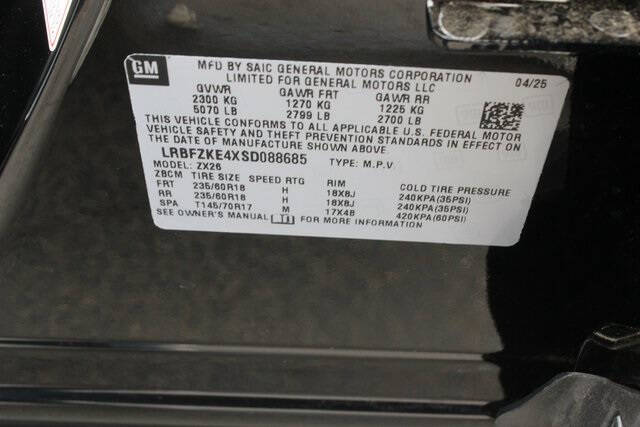 GM
MFD BY SAIC GENERAL MOTORS CORPORATION
LIMITED FOR GENERAL MOTORS LLC
04/25
GVWR GAWR FRT GAWR RR
2300 KG 1270 KG 1225 KG
5070 LB 2799 LB 2700 LB
THIS VEHICLE CONFORMS TO ALL APPLICABLE U.S. FEDERAL MOTOR
VEHICLE SAFETY AND THEFT PREVENTION STANDARDS IN EFFECT ON
THE DATE OF MANUFACTURE SHOWN ABOVE.
LRBFZKE4XSD088685 TYPE: M.P.V.
MODEL: ZX26
ZBCM TIRE SIZE SPEED RTG RIM COLD TIRE PRESSURE
FRT 235/60R18 H 18X8J 240KPA(35PSI)
RR 235/60R18 H 18X8J 240KPA(35PSI)
SPA T145/70R17 M 17X4B 420KPA(60PSI)
SEE OWNER'S MANUAL FOR MORE INFORMATION